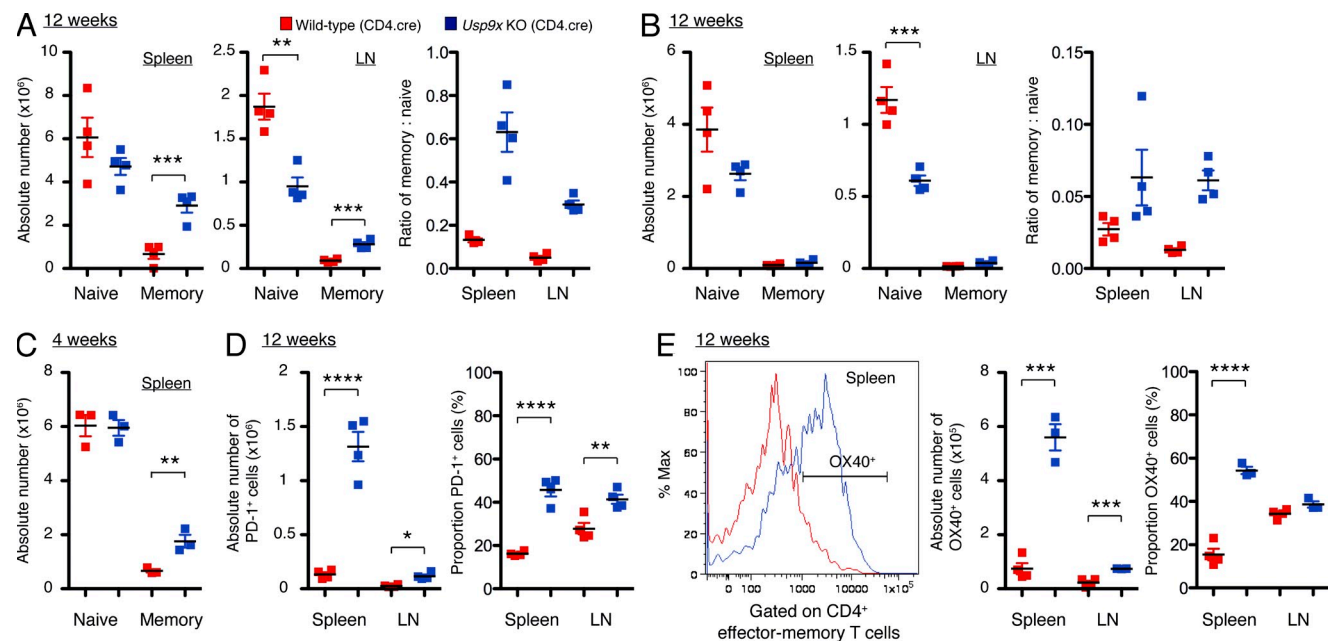 A 12 weeks
Wild-type (CD4.cre)
Usp9x KO (CD4.cre)
Absolute number (x10⁶)
10
8
6
4
2
0
Spleen
***
Naive Memory
2.5
2
1.5
1
0.5
0
LN
**
***
Naive Memory
Ratio of memory : naive
1.0
0.8
0.6
0.4
0.2
0.0
Spleen LN
B 12 weeks
Absolute number (x10⁶)
6
4
2
0
Spleen
Naive Memory
1.5
1
0.5
0
LN
***
Naive Memory
Ratio of memory : naive
0.15
0.10
0.05
0.00
Spleen LN
C 4 weeks
Absolute number (x10⁶)
8
6
4
2
0
Spleen
**
Naive Memory
D 12 weeks
Absolute number of
PD-1⁺ cells (x10⁶)
2
1.5
1
0.5
0
****
*
Spleen LN
Proportion PD-1⁺ cells (%)
100
80
60
40
20
0
****
**
Spleen LN
E 12 weeks
% Max
100
80
60
40
20
0
Spleen
OX40⁺
0 100 1000 10000 1x10⁵
Gated on CD4⁺
effector-memory T cells
Absolute number of
OX40⁺ cells (x10⁵)
8
6
4
2
0
***
***
Spleen LN
Proportion OX40⁺ cells (%)
100
80
60
40
20
0
****
Spleen LN